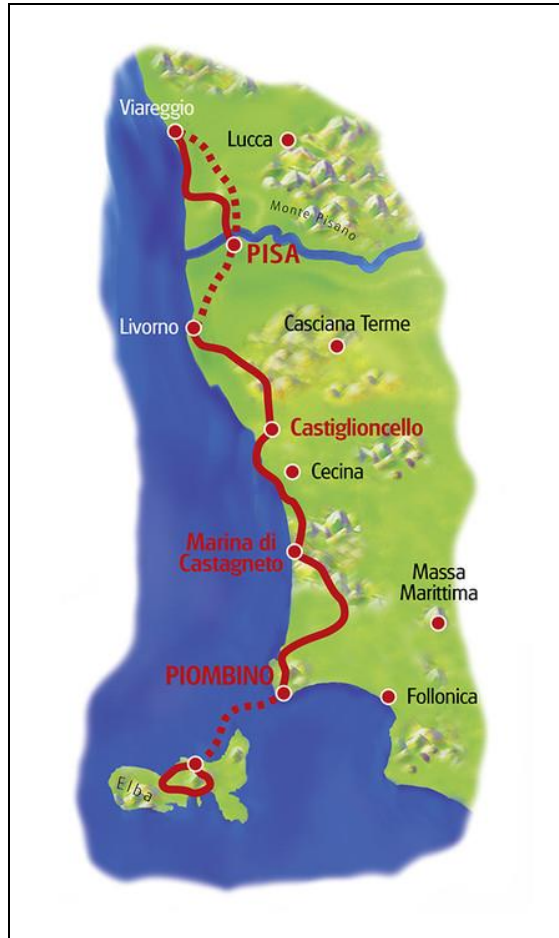 Viareggio
Lucca
Monte Pisano
PISA
Livorno
Casciana Terme
Castiglioncello
Cecina
Marina di
Castagneto
Massa
Marittima
PIOMBINO
Follonica
Elba